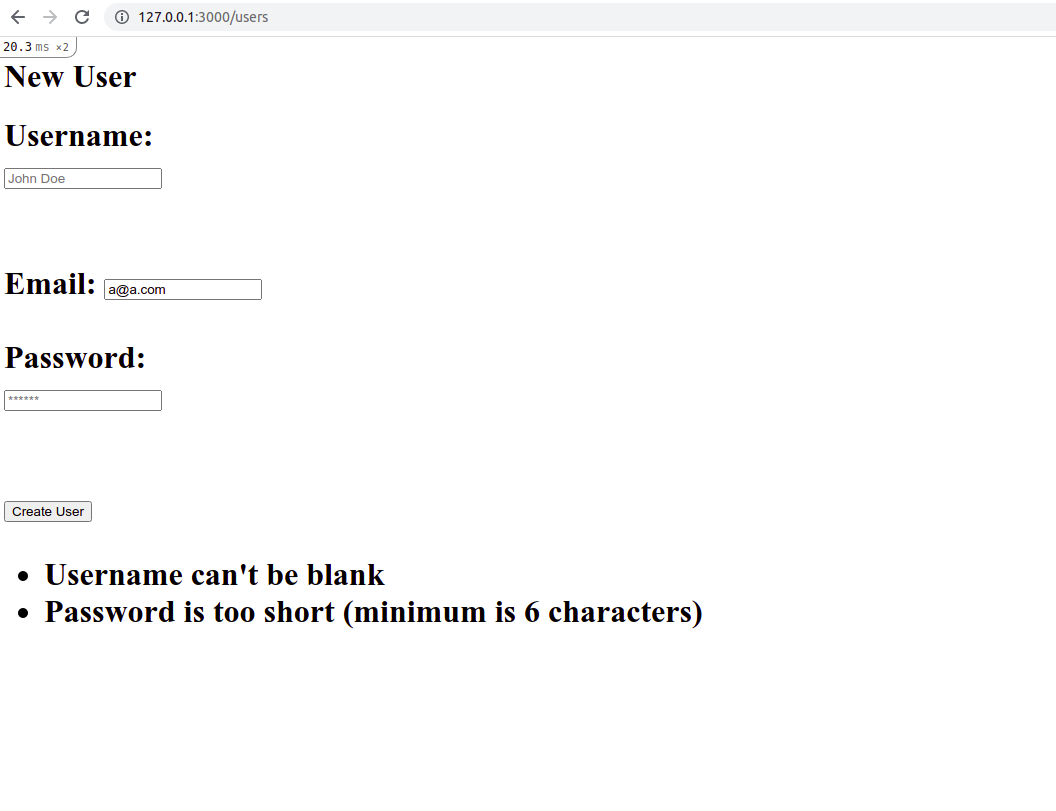 127.0.0.1:3000/users
20.3 ms ×2
New User
Username:
John Doe
Email: a@a.com
Password:
******
Create User
• Username can't be blank
• Password is too short (minimum is 6 characters)